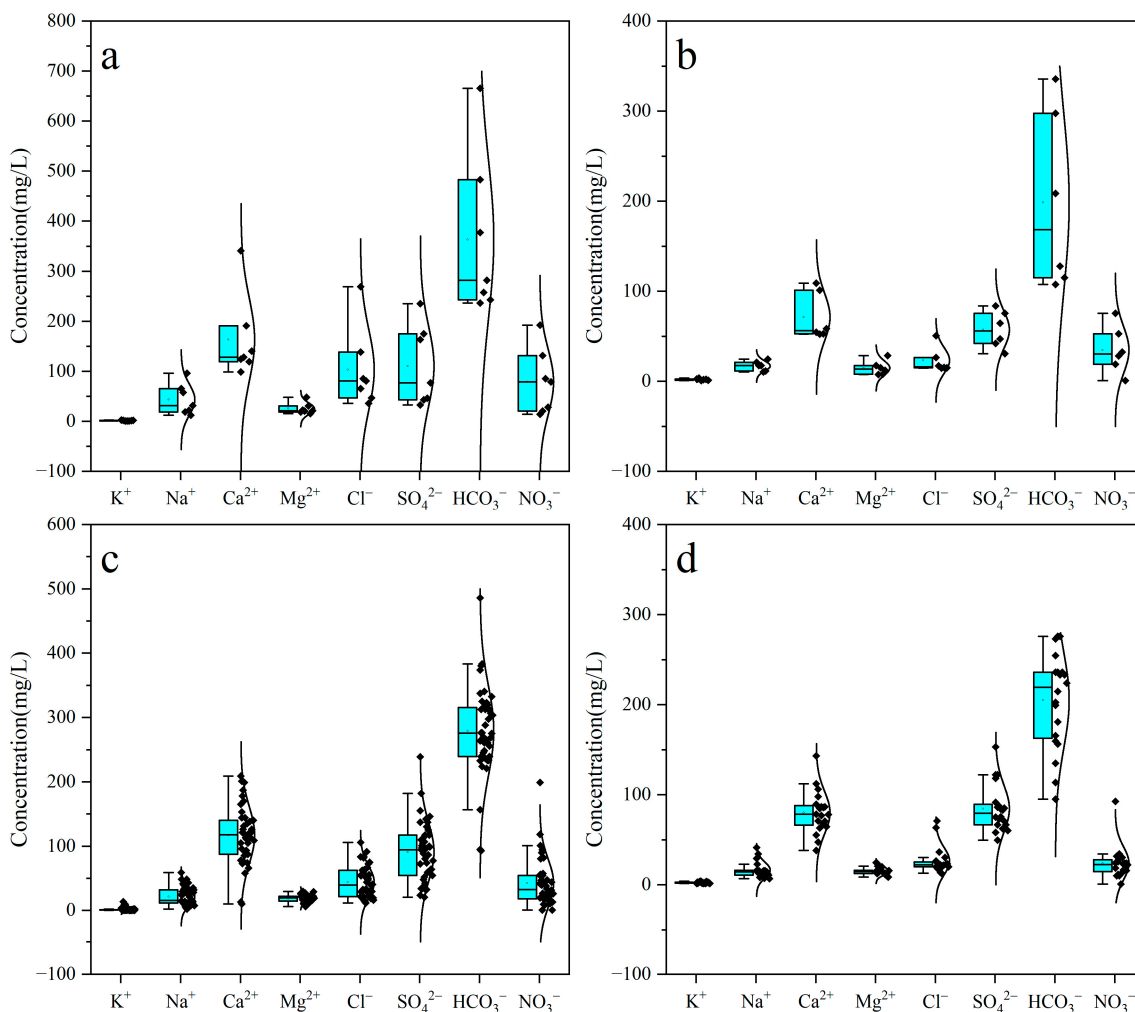 a
Concentration(mg/L)
800
700
600
500
400
300
200
100
0
−100
K⁺ Na⁺ Ca²⁺ Mg²⁺ Cl⁻ SO₄²⁻ HCO₃⁻ NO₃⁻
b
Concentration(mg/L)
400
300
200
100
0
−100
K⁺ Na⁺ Ca²⁺ Mg²⁺ Cl⁻ SO₄²⁻ HCO₃⁻ NO₃⁻
c
Concentration(mg/L)
600
500
400
300
200
100
0
−100
K⁺ Na⁺ Ca²⁺ Mg²⁺ Cl⁻ SO₄²⁻ HCO₃⁻ NO₃⁻
d
Concentration(mg/L)
400
300
200
100
0
−100
K⁺ Na⁺ Ca²⁺ Mg²⁺ Cl⁻ SO₄²⁻ HCO₃⁻ NO₃⁻